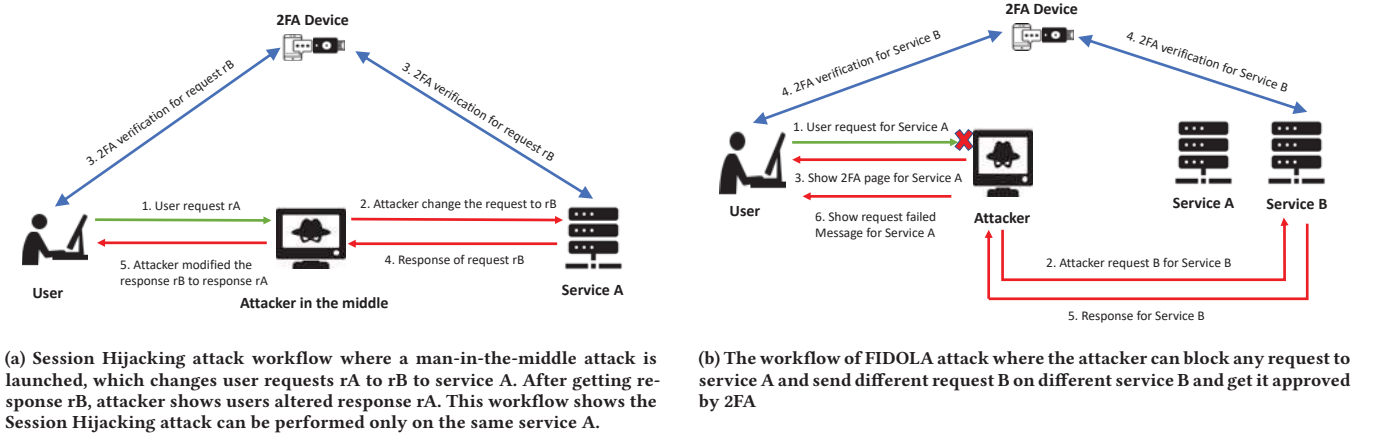 2FA Device
3. 2FA verification for request rB
3. 2FA verification for request rB
1. User request rA
2. Attacker change the request to rB
5. Attacker modified the
response rB to response rA
4. Response of request rB
User
Attacker in the middle
Service A
(a) Session Hijacking attack workflow where a man-in-the-middle attack is
launched, which changes user requests rA to rB to service A. After getting re-
sponse rB, attacker shows users altered response rA. This workflow shows the
Session Hijacking attack can be performed only on the same service A.
2FA Device
4. 2FA verification for Service B
4. 2FA verification for Service B
1. User request for Service A
3. Show 2FA page for Service A
6. Show request failed
Message for Service A
User
Attacker
Service A
Service B
2. Attacker request B for Service B
5. Response for Service B
(b) The workflow of FIDOLA attack where the attacker can block any request to
service A and send different request B on different service B and get it approved
by 2FA